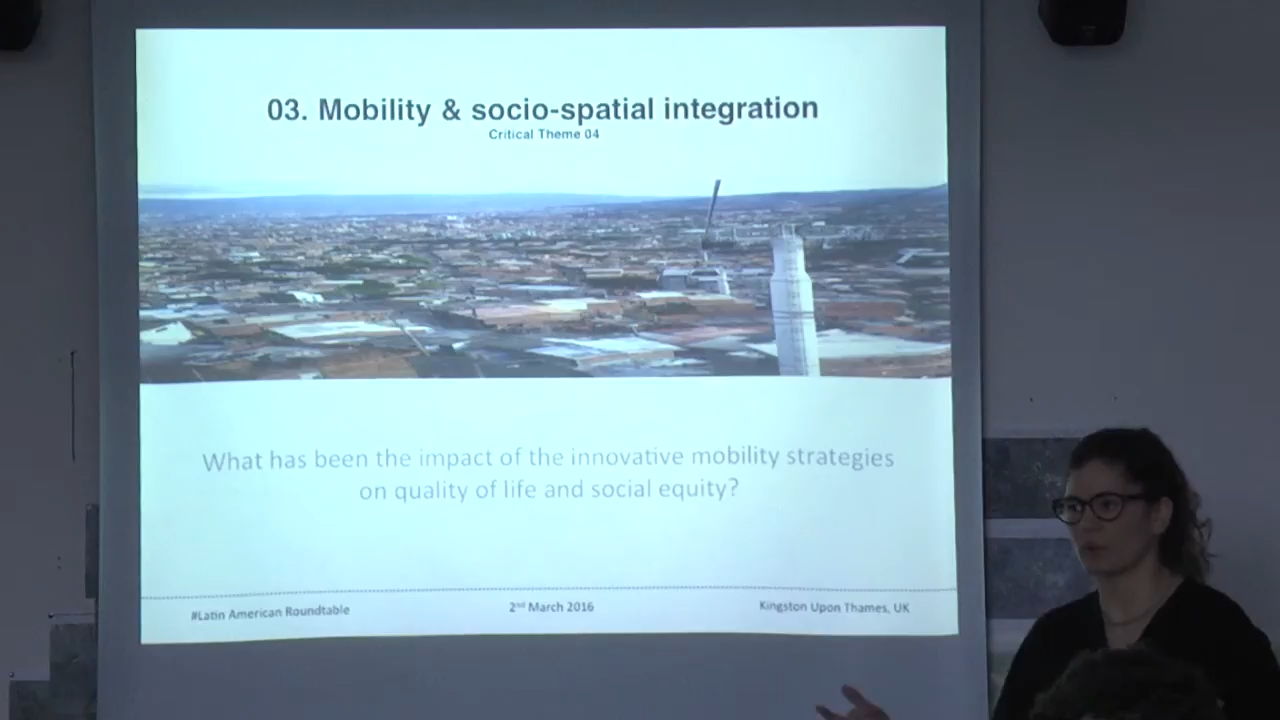 03. Mobility & socio-spatial integration
Critical Theme 04
What has been the impact of the innovative mobility strategies
on quality of life and social equity?
#Latin American Roundtable
2nd March 2016
Kingston Upon Thames, UK